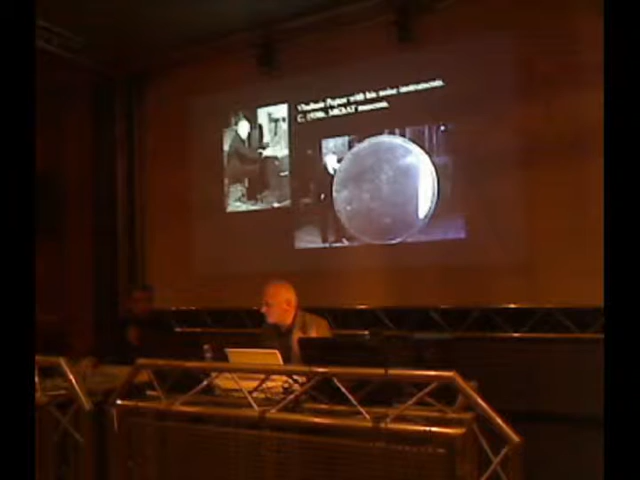 Vladimir Popov with his noise instruments.
C. 1930s. MKhAT museum.